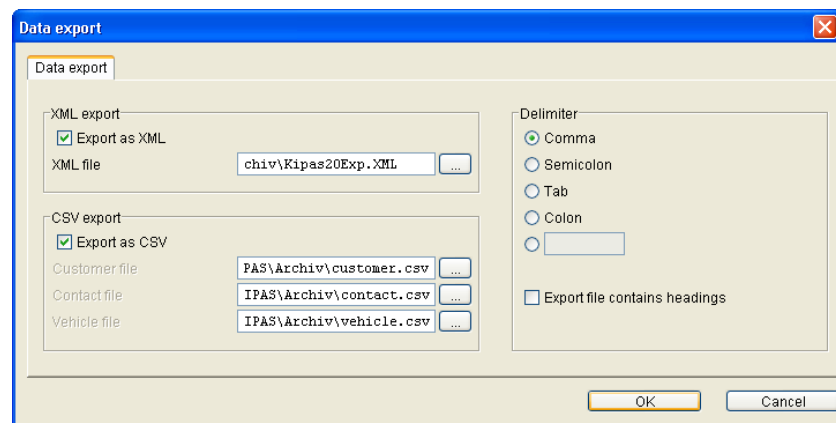 Data export
Data export
XML export
Export as XML
XML file chiv\Kipas20Exp.XML ...
CSV export
Export as CSV
Customer file PAS\Archiv\customer.csv ...
Contact file IPAS\Archiv\contact.csv ...
Vehicle file IPAS\Archiv\vehicle.csv ...
Delimiter
Comma
Semicolon
Tab
Colon
Export file contains headings
OK Cancel